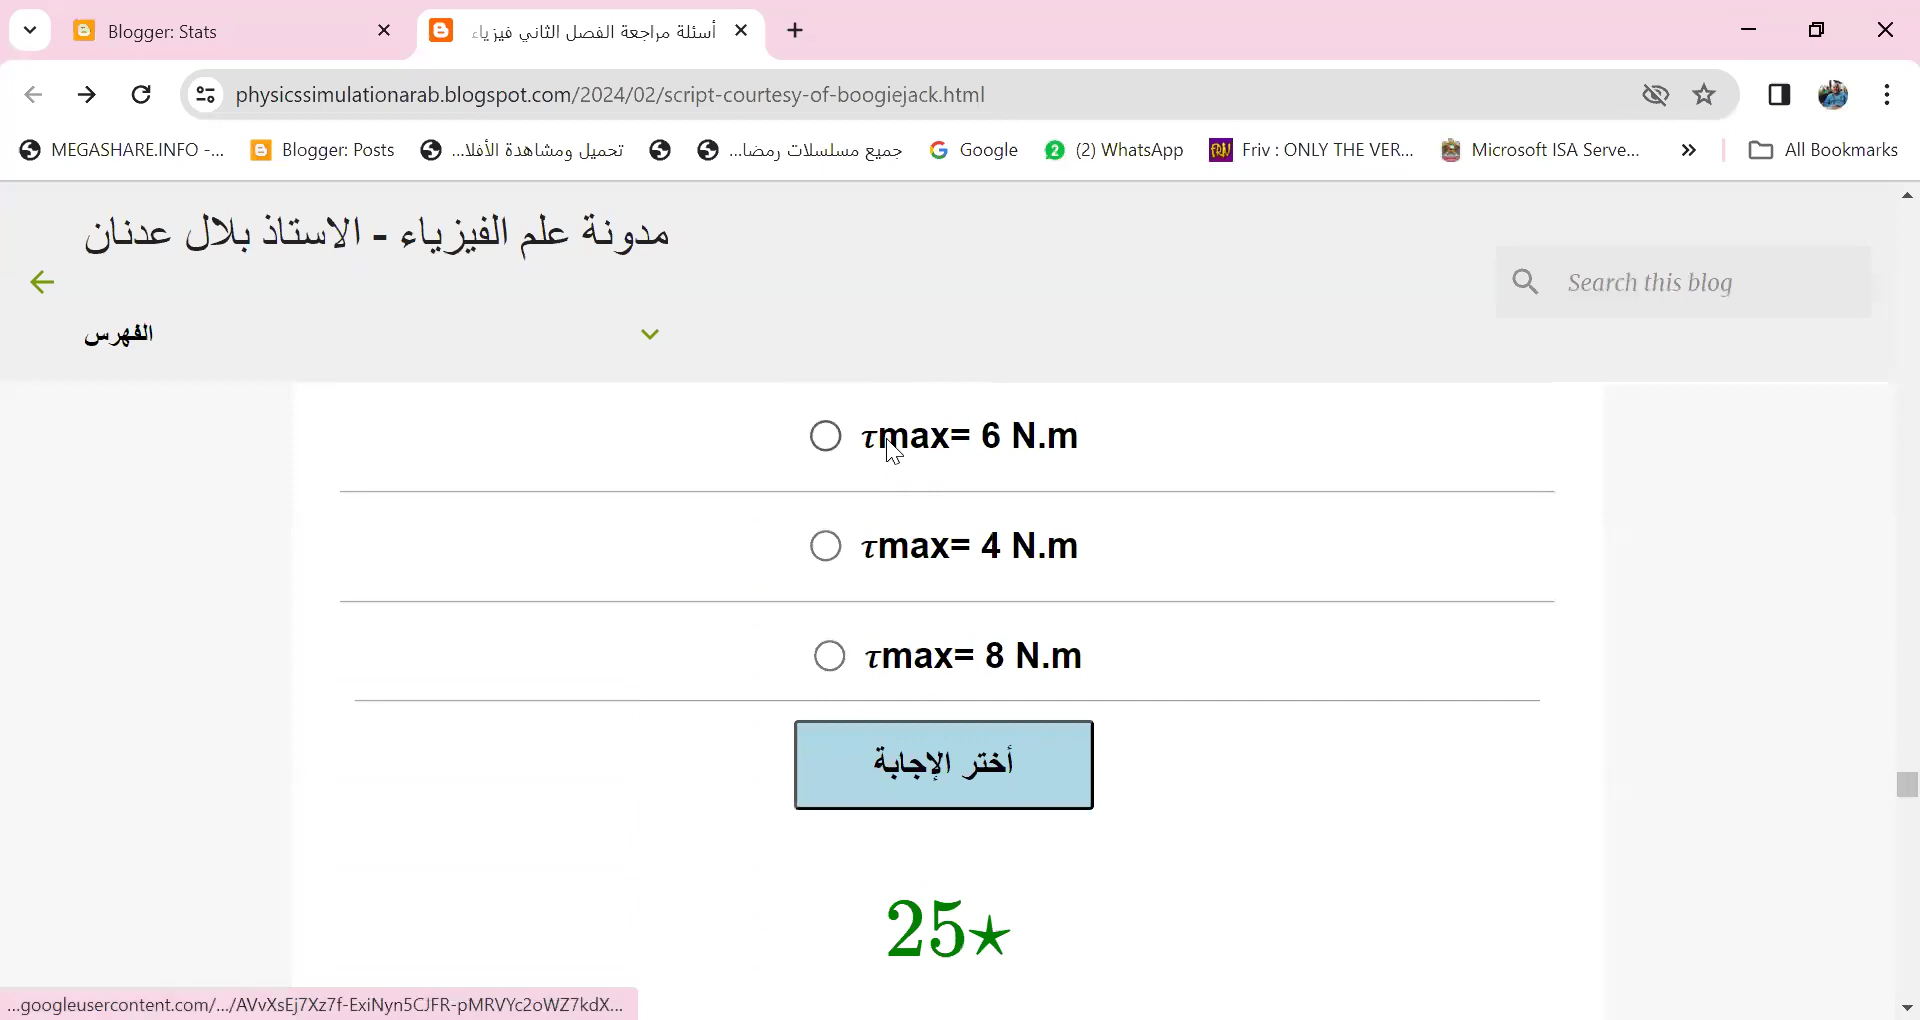 Blogger: Stats
أسئلة مراجعة الفصل الثاني فيزياء
physicssimulationarab.blogspot.com/2024/02/script-courtesy-of-boogiejack.html
MEGASHARE.INFO -...
Blogger: Posts
تحميل ومشاهدة الأفلا...
جميع مسلسلات رمضا...
Google
(2) WhatsApp
Friv : ONLY THE VER...
Microsoft ISA Serve...
»
All Bookmarks
مدونة علم الفيزياء - الاستاذ بلال عدنان
Search this blog
الفهرس
τmax= 6 N.m
τmax= 4 N.m
τmax= 8 N.m
أختر الإجابة
25★
...googleusercontent.com/.../AVvXsEj7Xz7f-ExiNyn5CJFR-pMRVYc2oWZ7kdX...